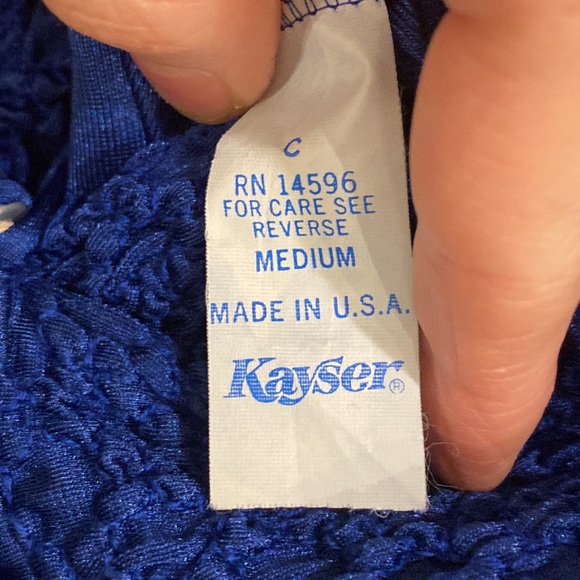 C
RN 14596
FOR CARE SEE
REVERSE
MEDIUM
MADE IN U.S.A.
Kayser®